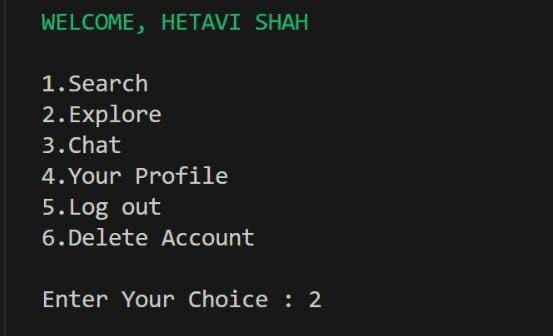 WELCOME, HETAVI SHAH
1.Search
2.Explore
3.Chat
4.Your Profile
5.Log out
6.Delete Account
Enter Your Choice : 2